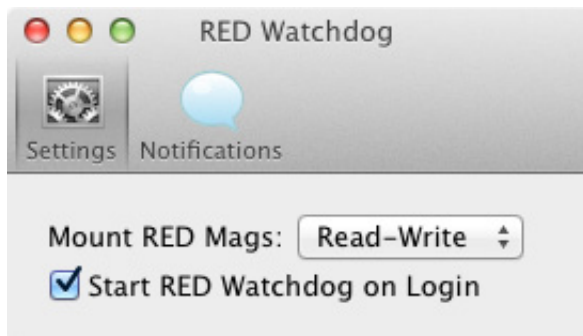 RED Watchdog
Settings Notifications
Mount RED Mags: Read-Write
Start RED Watchdog on Login